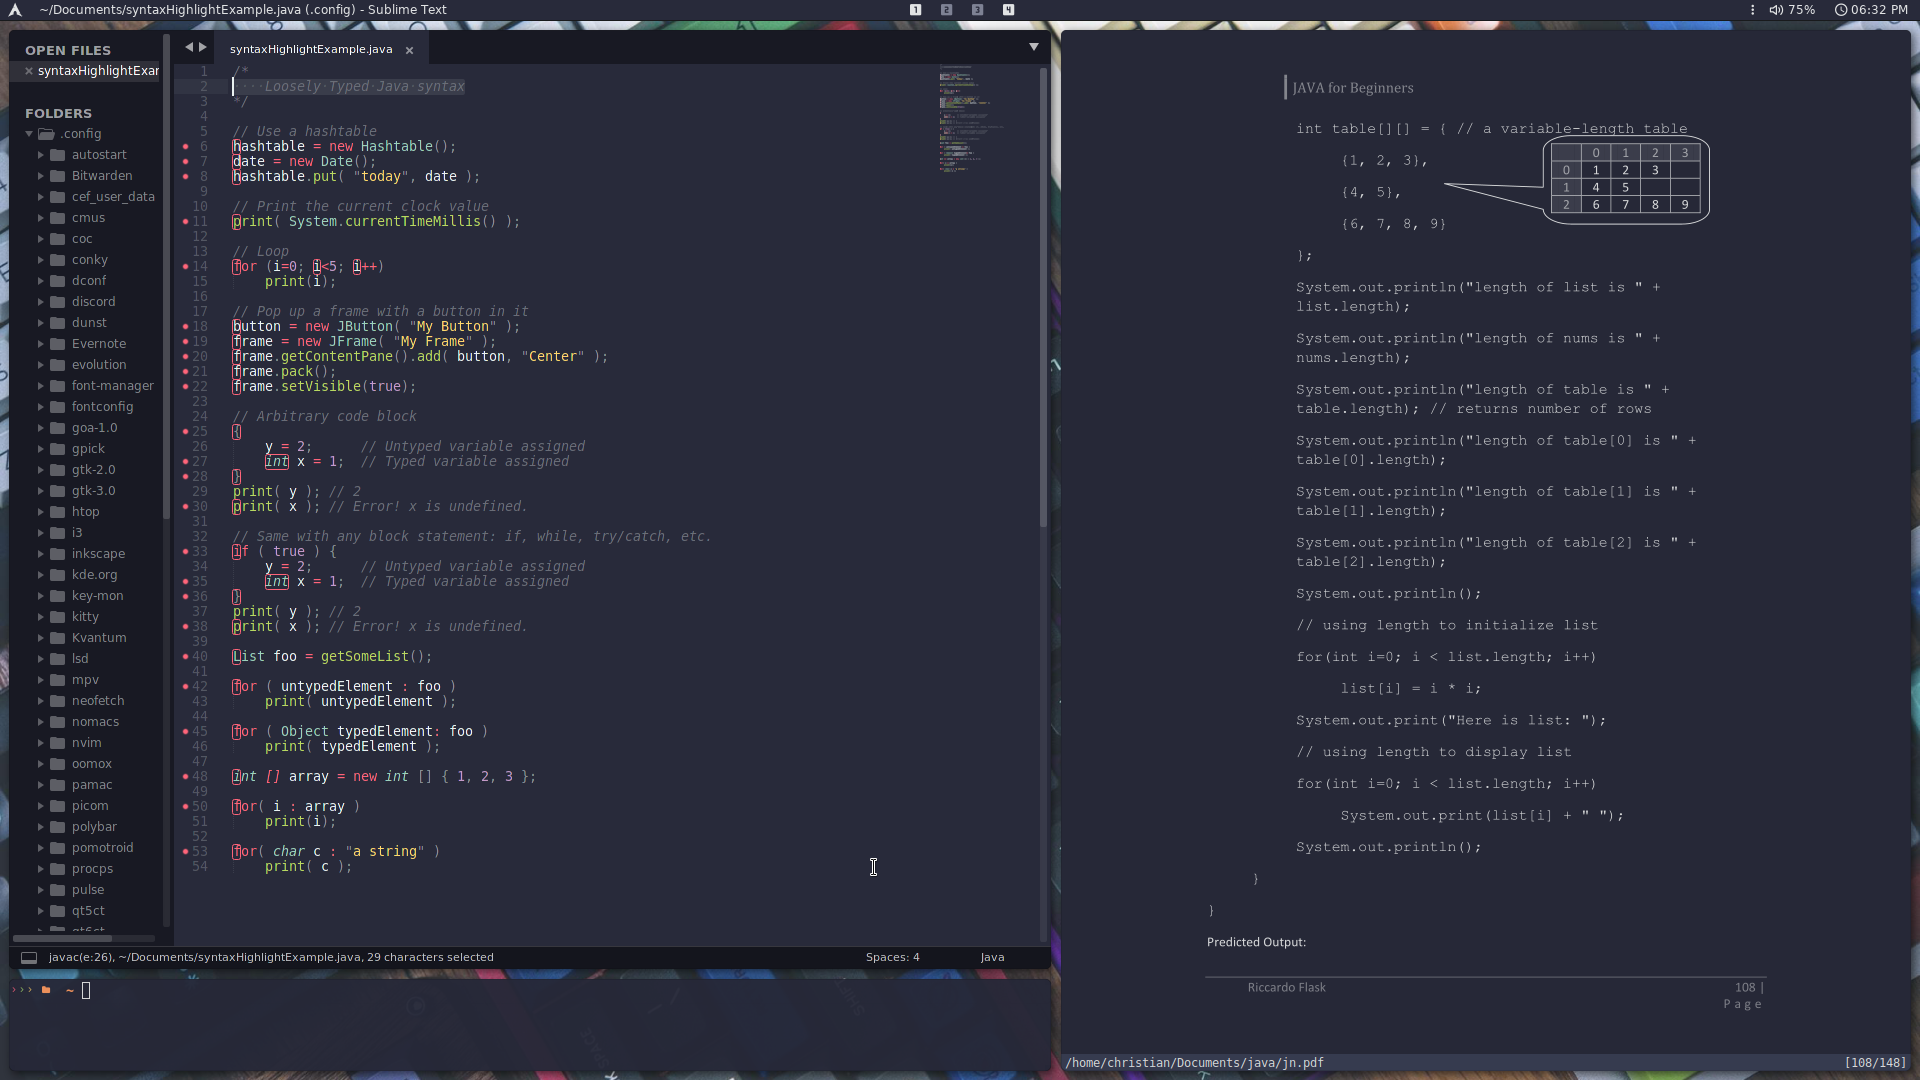 ~/Documents/syntaxHighlightExample.java (.config) - Sublime Text
1 2 3 4
75% 06:32 PM
OPEN FILES
syntaxHighlightExar
FOLDERS
.config
autostart
Bitwarden
cef_user_data
cmus
coc
conky
dconf
discord
dunst
Evernote
evolution
font-manager
fontconfig
goa-1.0
gpick
gtk-2.0
gtk-3.0
htop
i3
inkscape
kde.org
key-mon
kitty
Kvantum
lsd
mpv
neofetch
nomacs
nvim
oomox
pamac
picom
polybar
pomotroid
procps
pulse
qt5ct
qt6ct
syntaxHighlightExample.java ×
1 /*
2 ····Loosely·Typed·Java·syntax
3 */
4
5 // Use a hashtable
6 hashtable = new Hashtable();
7 date = new Date();
8 hashtable.put( "today", date );
9
10 // Print the current clock value
11 print( System.currentTimeMillis() );
12
13 // Loop
14 for (i=0; i<5; i++)
15     print(i);
16
17 // Pop up a frame with a button in it
18 button = new JButton( "My Button" );
19 frame = new JFrame( "My Frame" );
20 frame.getContentPane().add( button, "Center" );
21 frame.pack();
22 frame.setVisible(true);
23
24 // Arbitrary code block
25 {
26     y = 2;      // Untyped variable assigned
27     int x = 1;  // Typed variable assigned
28 }
29 print( y ); // 2
30 print( x ); // Error! x is undefined.
31
32 // Same with any block statement: if, while, try/catch, etc.
33 if ( true ) {
34     y = 2;      // Untyped variable assigned
35     int x = 1;  // Typed variable assigned
36 }
37 print( y ); // 2
38 print( x ); // Error! x is undefined.
39
40 List foo = getSomeList();
41
42 for ( untypedElement : foo )
43     print( untypedElement );
44
45 for ( Object typedElement: foo )
46     print( typedElement );
47
48 int [] array = new int [] { 1, 2, 3 };
49
50 for( i : array )
51     print(i);
52
53 for( char c : "a string" )
54     print( c );
javac(e:26), ~/Documents/syntaxHighlightExample.java, 29 characters selected
Spaces: 4
Java
››› ~
JAVA for Beginners
int table[][] = { // a variable-length table
{1, 2, 3},
{4, 5},
{6, 7, 8, 9}
};
0 1 2 3
0 1 2 3
1 4 5
2 6 7 8 9
System.out.println("length of list is " +
list.length);
System.out.println("length of nums is " +
nums.length);
System.out.println("length of table is " +
table.length); // returns number of rows
System.out.println("length of table[0] is " +
table[0].length);
System.out.println("length of table[1] is " +
table[1].length);
System.out.println("length of table[2] is " +
table[2].length);
System.out.println();
// using length to initialize list
for(int i=0; i < list.length; i++)
list[i] = i * i;
System.out.print("Here is list: ");
// using length to display list
for(int i=0; i < list.length; i++)
System.out.print(list[i] + " ");
System.out.println();
}
}
Predicted Output:
Riccardo Flask
108 |
Page
/home/christian/Documents/java/jn.pdf
[108/148]